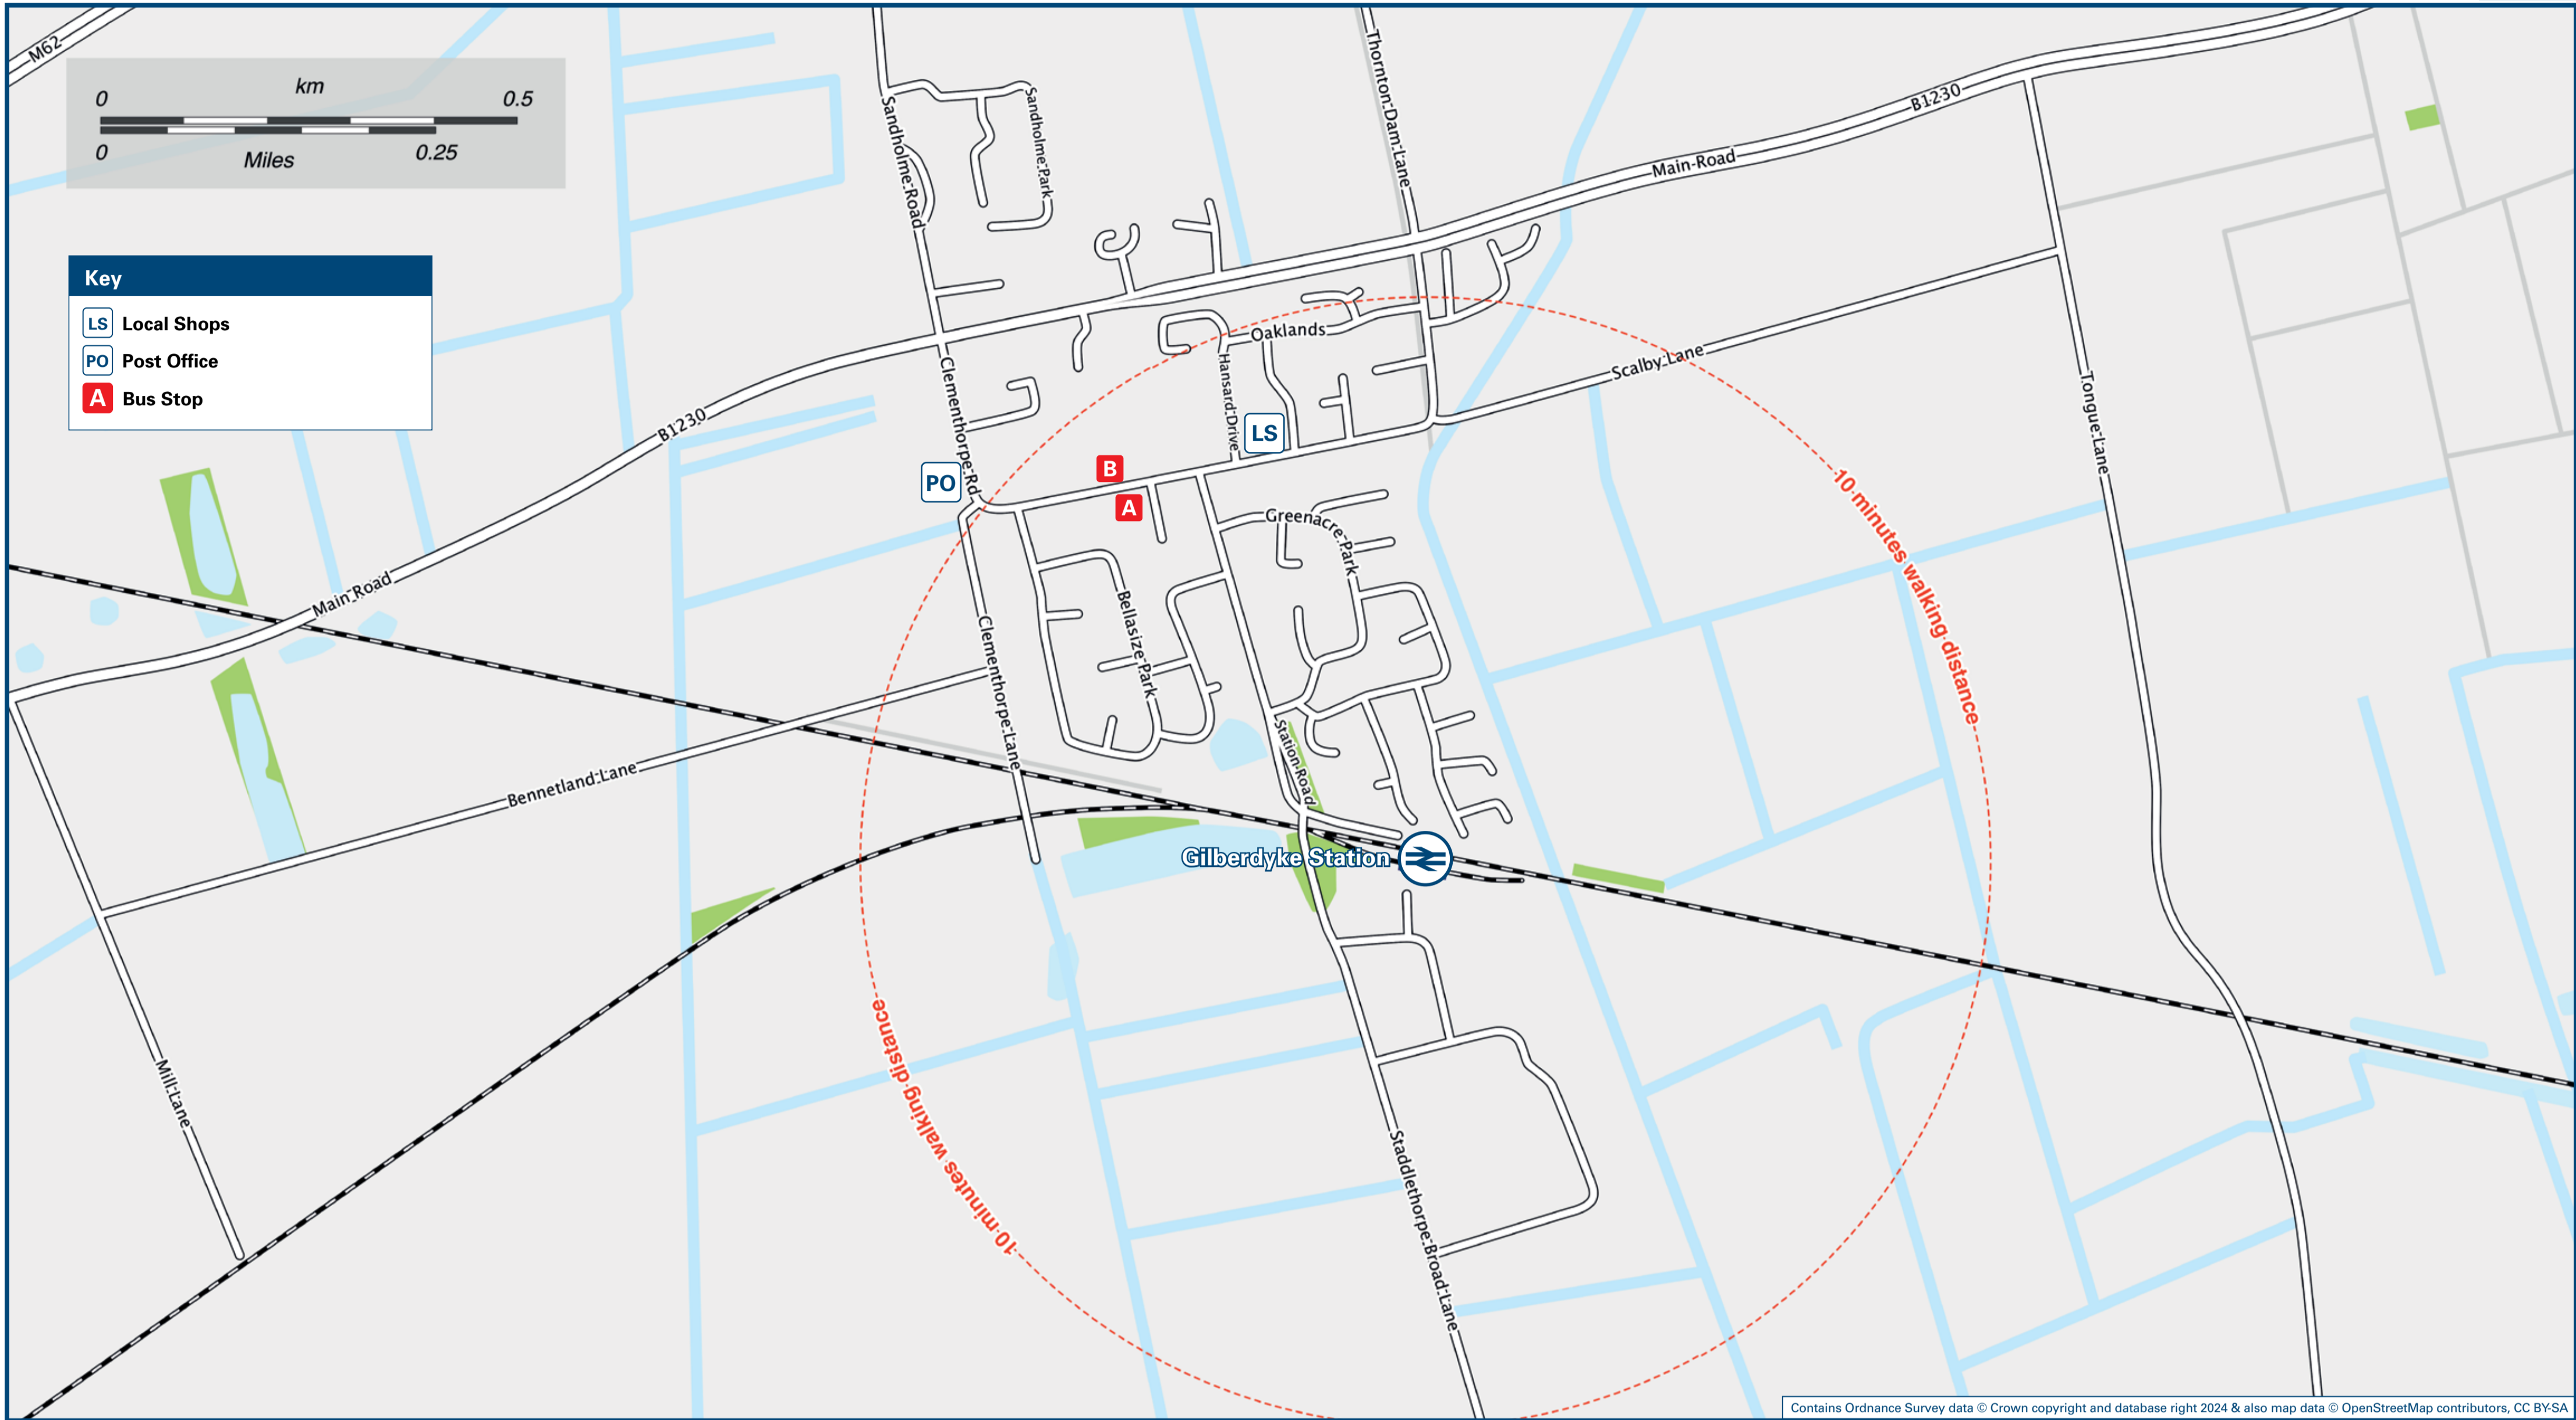 M62
km
0 0.5
0 0.25
Miles
Key
LS Local Shops
PO Post Office
A Bus Stop
Sandholme Road
Sandholme Park
Thornton Dam Lane
B1230
Main Road
Oaklands
Hansard Drive
Scalby Lane
Tongue Lane
Clementhorpe Rd
B1230
LS
PO
B
A
Greenacre Park
10 minutes walking distance
Main Road
Bellasize Park
Clementhorpe Lane
Station Road
Bennetland Lane
Gilberdyke Station
10 minutes walking distance
Mill Lane
Staddlethorpe Broad Lane
Contains Ordnance Survey data © Crown copyright and database right 2024 & also map data © OpenStreetMap contributors, CC BY-SA